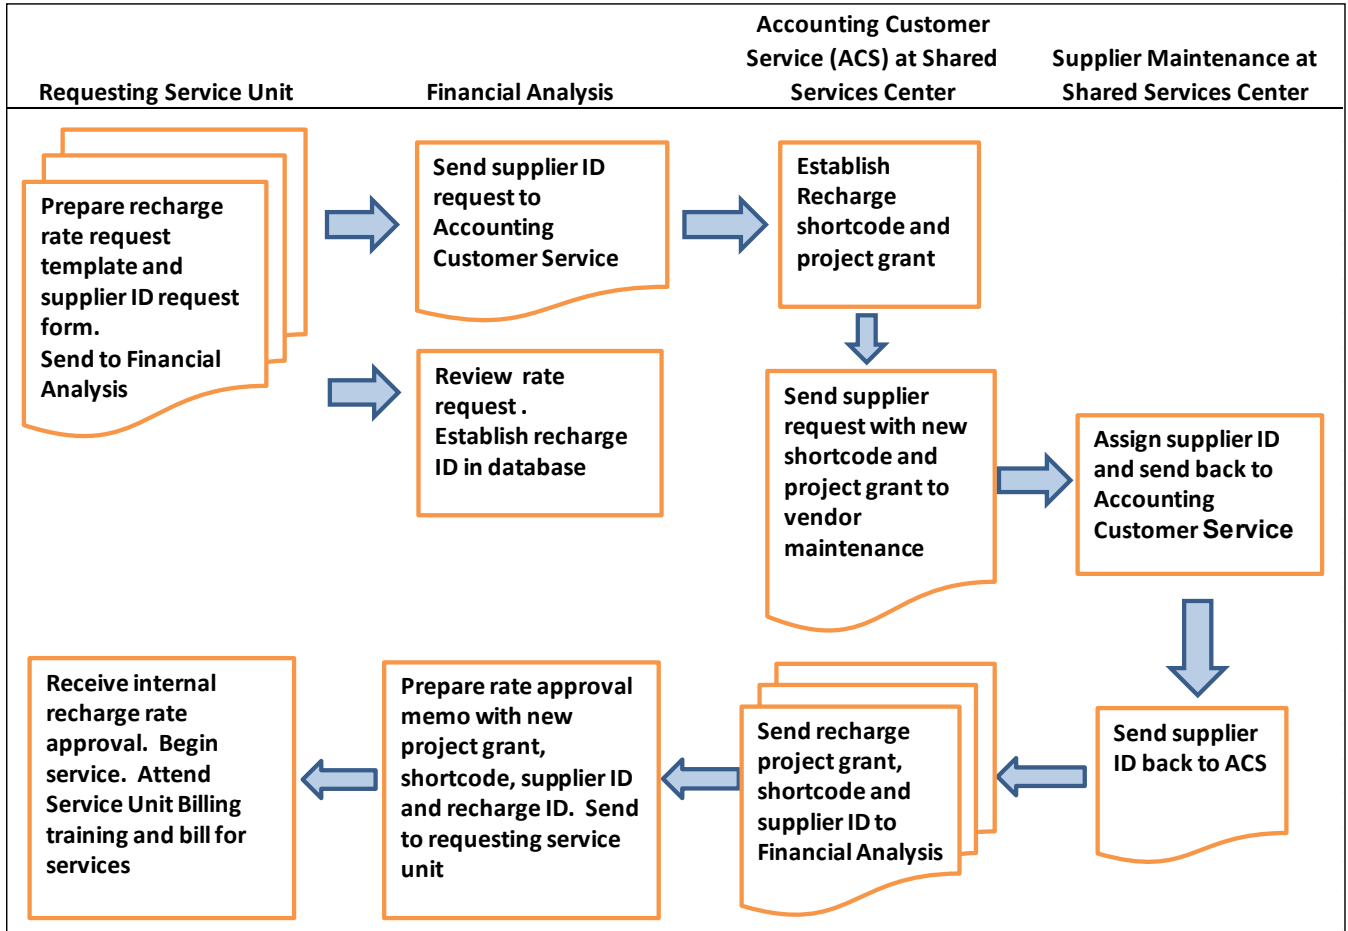 Requesting Service Unit
Financial Analysis
Accounting Customer
Service (ACS) at Shared
Services Center
Supplier Maintenance at
Shared Services Center
Prepare recharge
rate request
template and
supplier ID request
form.
Send to Financial
Analysis
Send supplier ID
request to
Accounting
Customer Service
Establish
Recharge
shortcode and
project grant
Review rate
request .
Establish recharge
ID in database
Send supplier
request with new
shortcode and
project grant to
vendor
maintenance
Assign supplier ID
and send back to
Accounting
Customer Service
Receive internal
recharge rate
approval. Begin
service. Attend
Service Unit Billing
training and bill for
services
Prepare rate approval
memo with new
project grant,
shortcode, supplier ID
and recharge ID. Send
to requesting service
unit
Send recharge
project grant,
shortcode and
supplier ID to
Financial Analysis
Send supplier
ID back to ACS